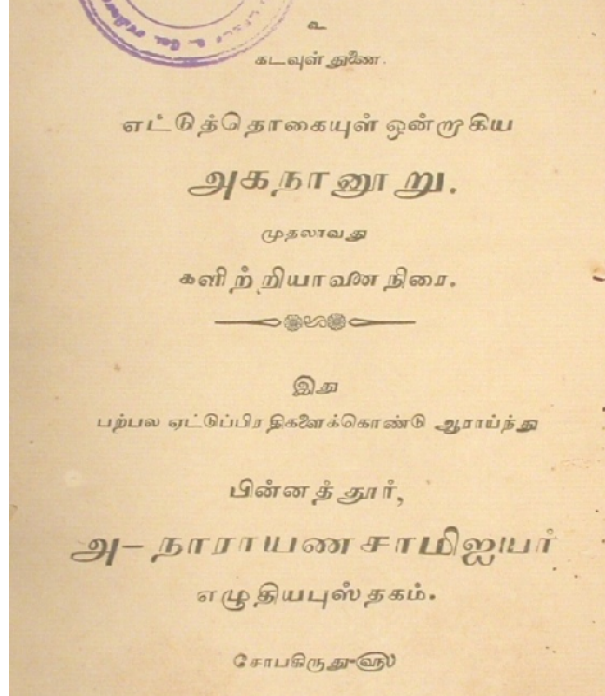 உ
கடவுள் துணை.
எட்டுத்தொகையுள் ஒன்றாகிய
அகநானூறு.
முதலாவது
களிற்றியானைநிரை.
இது
பற்பல ஏட்டுப்பிரதிகளைக்கொண்டு ஆராய்ந்து
பின்னத்தூர்,
அ– நாராயணசாமிஐயர்
எழுதியபுஸ்தகம்.
சோபகிருது௵